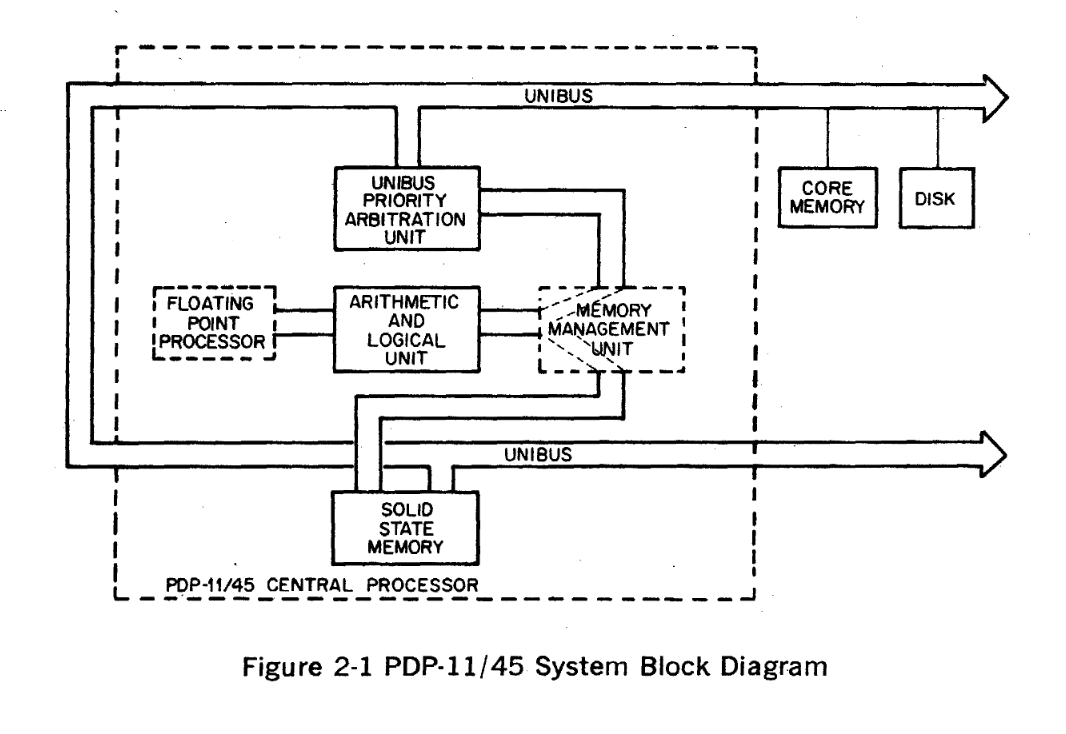 UNIBUS
UNIBUS
PRIORITY
ARBITRATION
UNIT
CORE
MEMORY
DISK
FLOATING
POINT
PROCESSOR
ARITHMETIC
AND
LOGICAL
UNIT
MEMORY
MANAGEMENT
UNIT
UNIBUS
SOLID
STATE
MEMORY
PDP-11/45 CENTRAL PROCESSOR
Figure 2-1 PDP-11/45 System Block Diagram